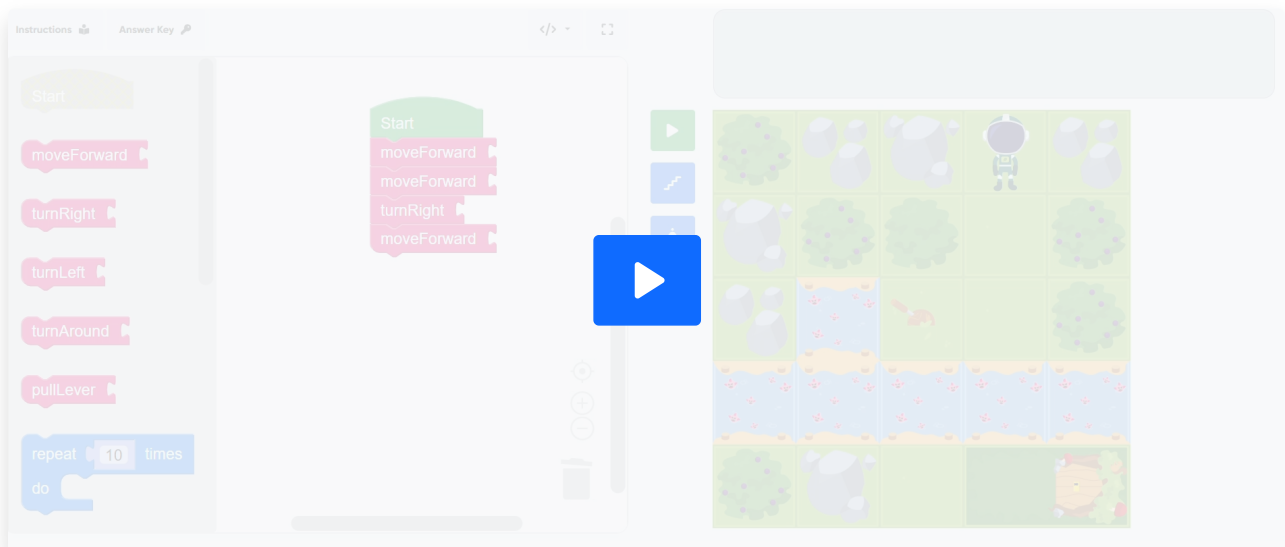 Instructions
Answer Key
</>
Start
moveForward
turnRight
turnLeft
turnAround
pullLever
repeat 10 times
do
Start
moveForward
moveForward
turnRight
moveForward